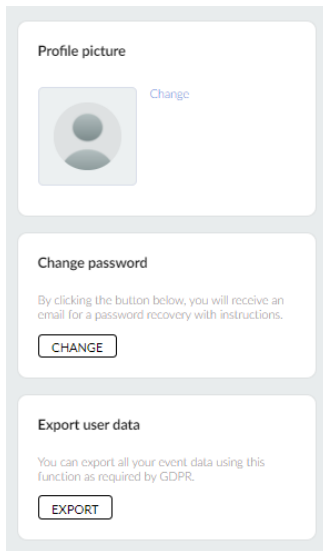 Profile picture
Change
Change password
By clicking the button below, you will receive an
email for a password recovery with instructions.
CHANGE
Export user data
You can export all your event data using this
function as required by GDPR.
EXPORT